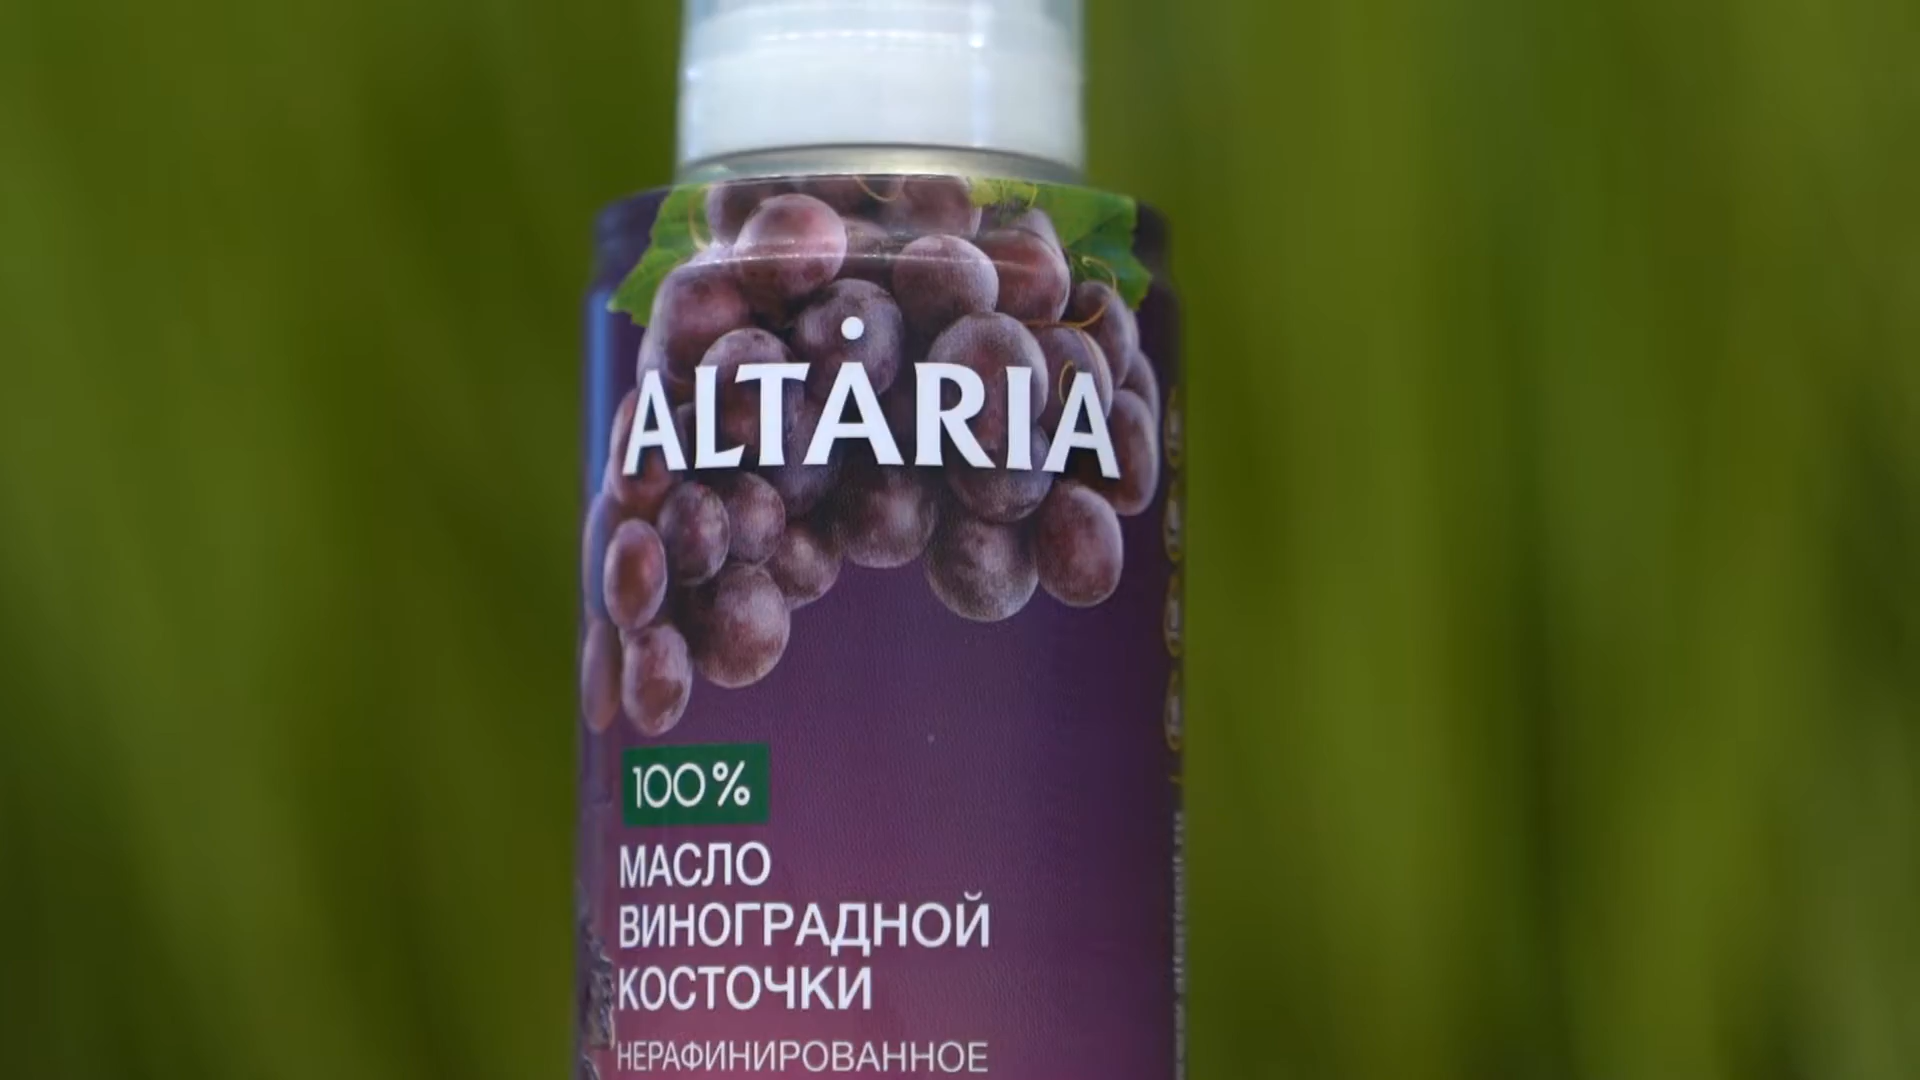 ALTARIA
100%
МАСЛО
ВИНОГРАДНОЙ
КОСТОЧКИ
НЕРАФИНИРОВАННОЕ